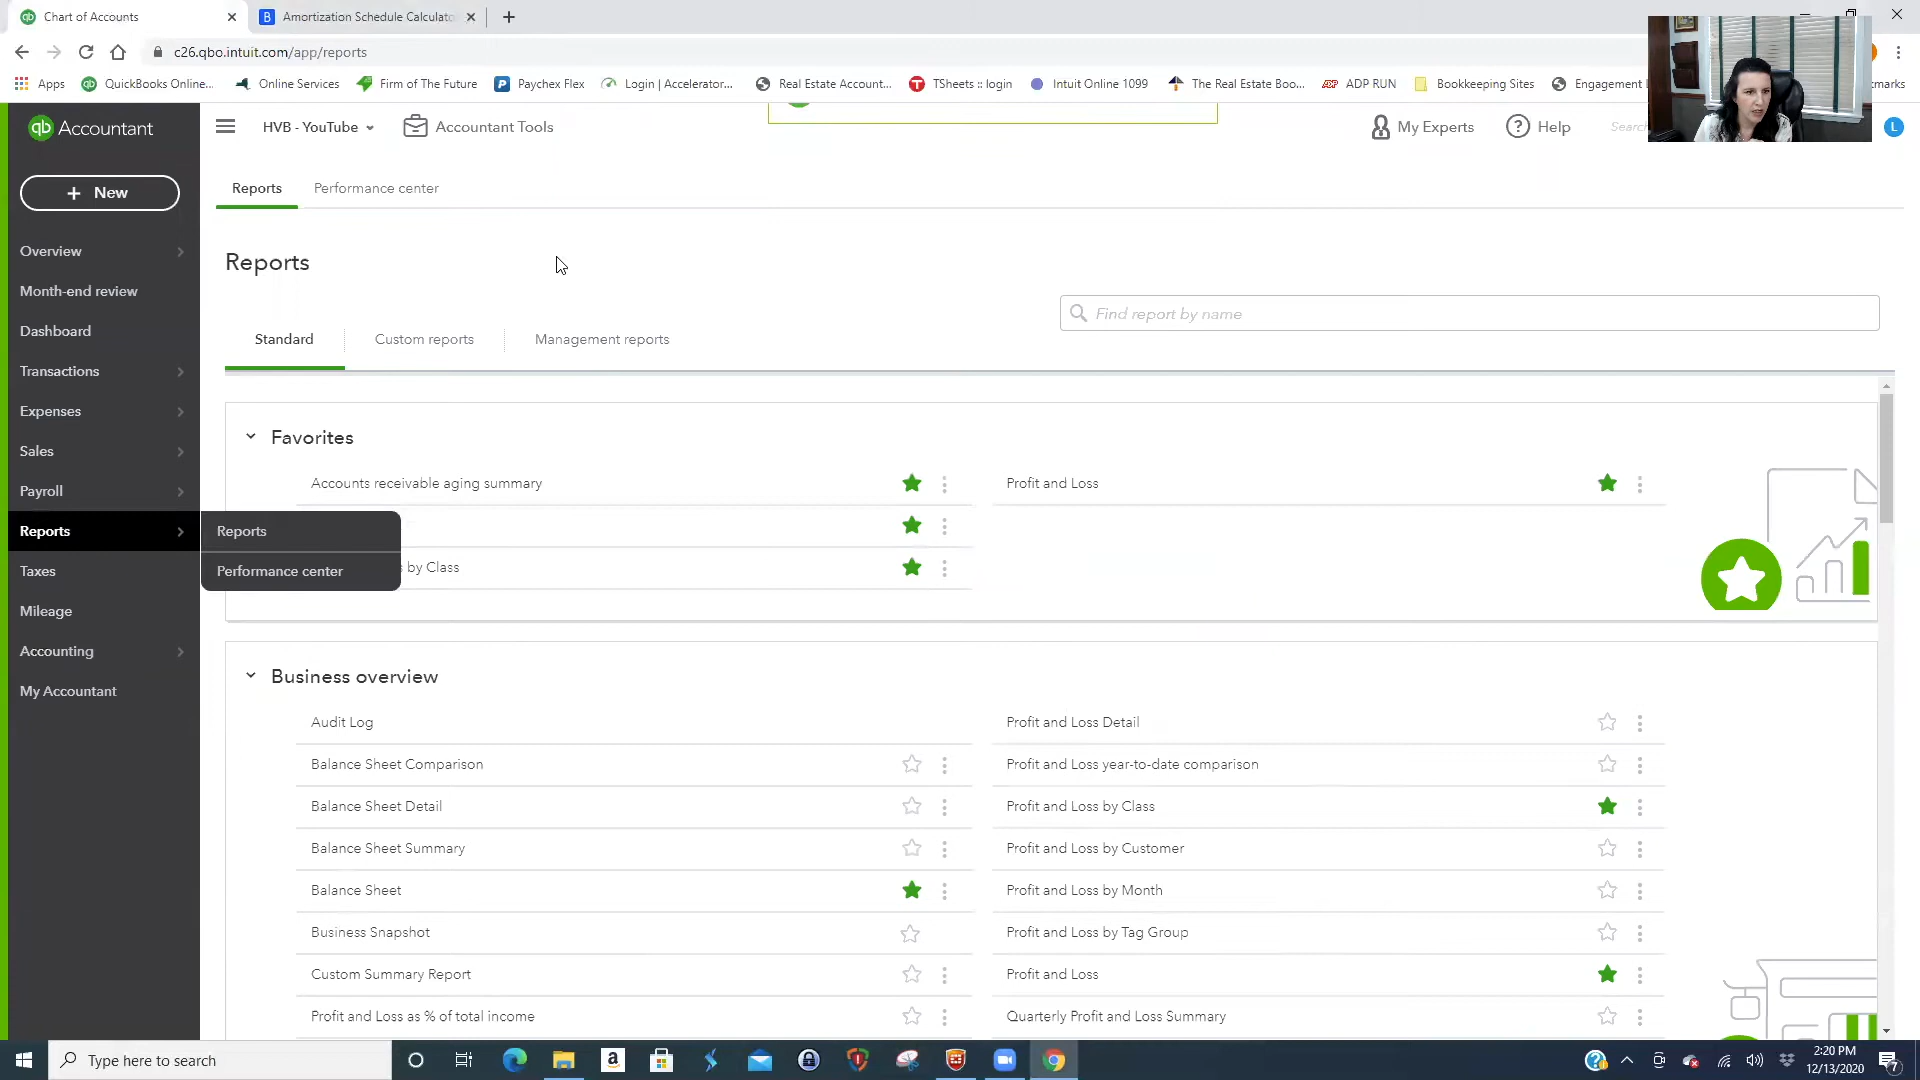 Chart of Accounts
Amortization Schedule Calculato
c26.qbo.intuit.com/app/reports
Apps
QuickBooks Online...
Online Services
Firm of The Future
Paychex Flex
Login | Accelerator...
Real Estate Account...
TSheets :: login
Intuit Online 1099
The Real Estate Boo...
ADP RUN
Bookkeeping Sites
Engagement
marks
qb Accountant
HVB - YouTube
Accountant Tools
My Experts
Help
Search
L
+ New
Reports
Performance center
Overview
Month-end review
Dashboard
Transactions
Expenses
Sales
Payroll
Reports
Taxes
Mileage
Accounting
My Accountant
Reports
Performance center
Reports
Find report by name
Standard
Custom reports
Management reports
Favorites
Accounts receivable aging summary
Profit and Loss
by Class
Business overview
Audit Log
Profit and Loss Detail
Balance Sheet Comparison
Profit and Loss year-to-date comparison
Balance Sheet Detail
Profit and Loss by Class
Balance Sheet Summary
Profit and Loss by Customer
Balance Sheet
Profit and Loss by Month
Business Snapshot
Profit and Loss by Tag Group
Custom Summary Report
Profit and Loss
Profit and Loss as % of total income
Quarterly Profit and Loss Summary
Type here to search
2:20 PM
12/13/2020
7